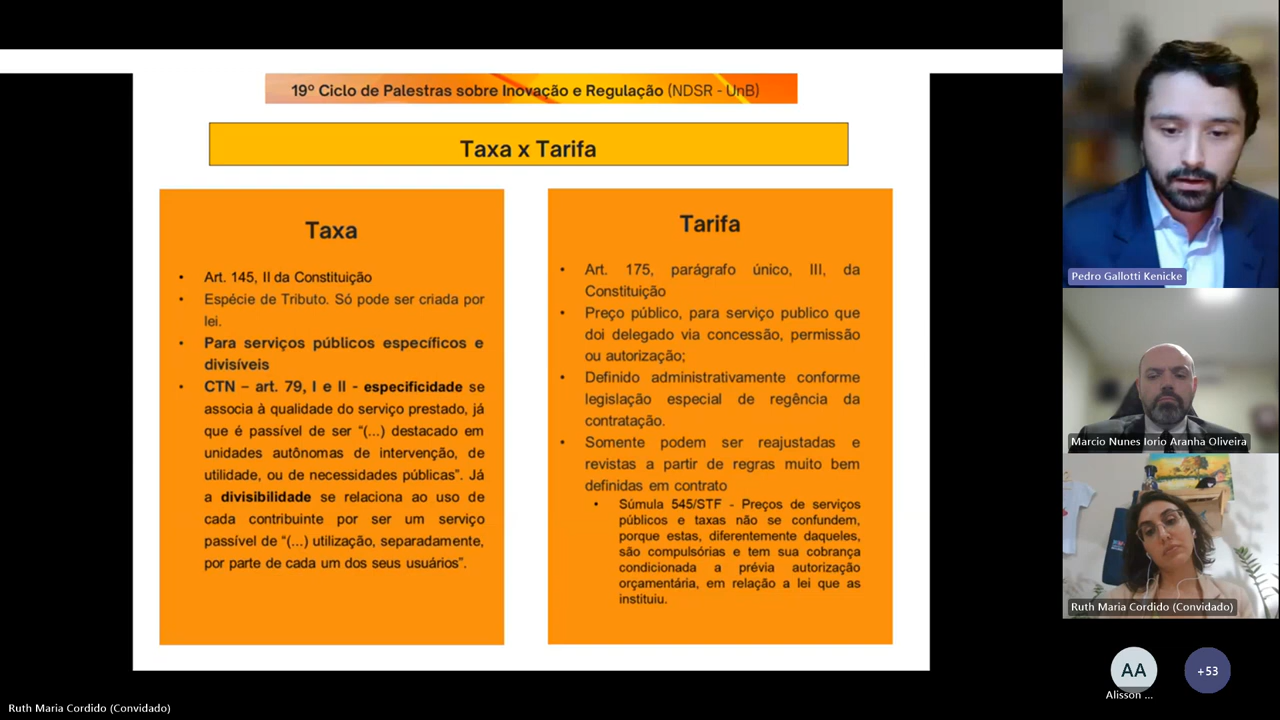 19º Ciclo de Palestras sobre Inovação e Regulação (NDSR - UnB)
Taxa x Tarifa
Taxa
• Art. 145, II da Constituição
• Espécie de Tributo. Só pode ser criada por
lei.
• Para serviços públicos específicos e
divisíveis
• CTN – art. 79, I e II - especificidade se
associa à qualidade do serviço prestado, já
que é passível de ser “(...) destacado em
unidades autônomas de intervenção, de
utilidade, ou de necessidades públicas”. Já
a divisibilidade se relaciona ao uso de
cada contribuinte por ser um serviço
passível de “(...) utilização, separadamente,
por parte de cada um dos seus usuários”.
Tarifa
• Art. 175, parágrafo único, III, da
Constituição
• Preço público, para serviço publico que
doi delegado via concessão, permissão
ou autorização;
• Definido administrativamente conforme
legislação especial de regência da
contratação.
• Somente podem ser reajustadas e
revistas a partir de regras muito bem
definidas em contrato
• Súmula 545/STF - Preços de serviços
públicos e taxas não se confundem,
porque estas, diferentemente daqueles,
são compulsórias e tem sua cobrança
condicionada a prévia autorização
orçamentária, em relação a lei que as
instituiu.
Pedro Gallotti Kenicke
Marcio Nunes Iorio Aranha Oliveira
Ruth Maria Cordido (Convidado)
AA
+53
Alisson ...
Ruth Maria Cordido (Convidado)